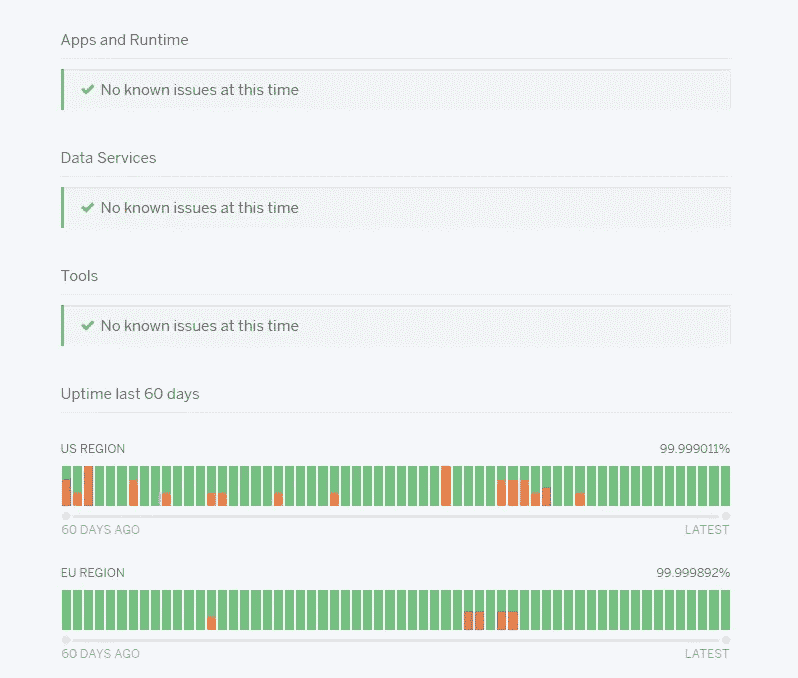 Apps and Runtime
No known issues at this time
Data Services
No known issues at this time
Tools
No known issues at this time
Uptime last 60 days
US REGION 99.999011%
60 DAYS AGO LATEST
EU REGION 99.999892%
60 DAYS AGO LATEST